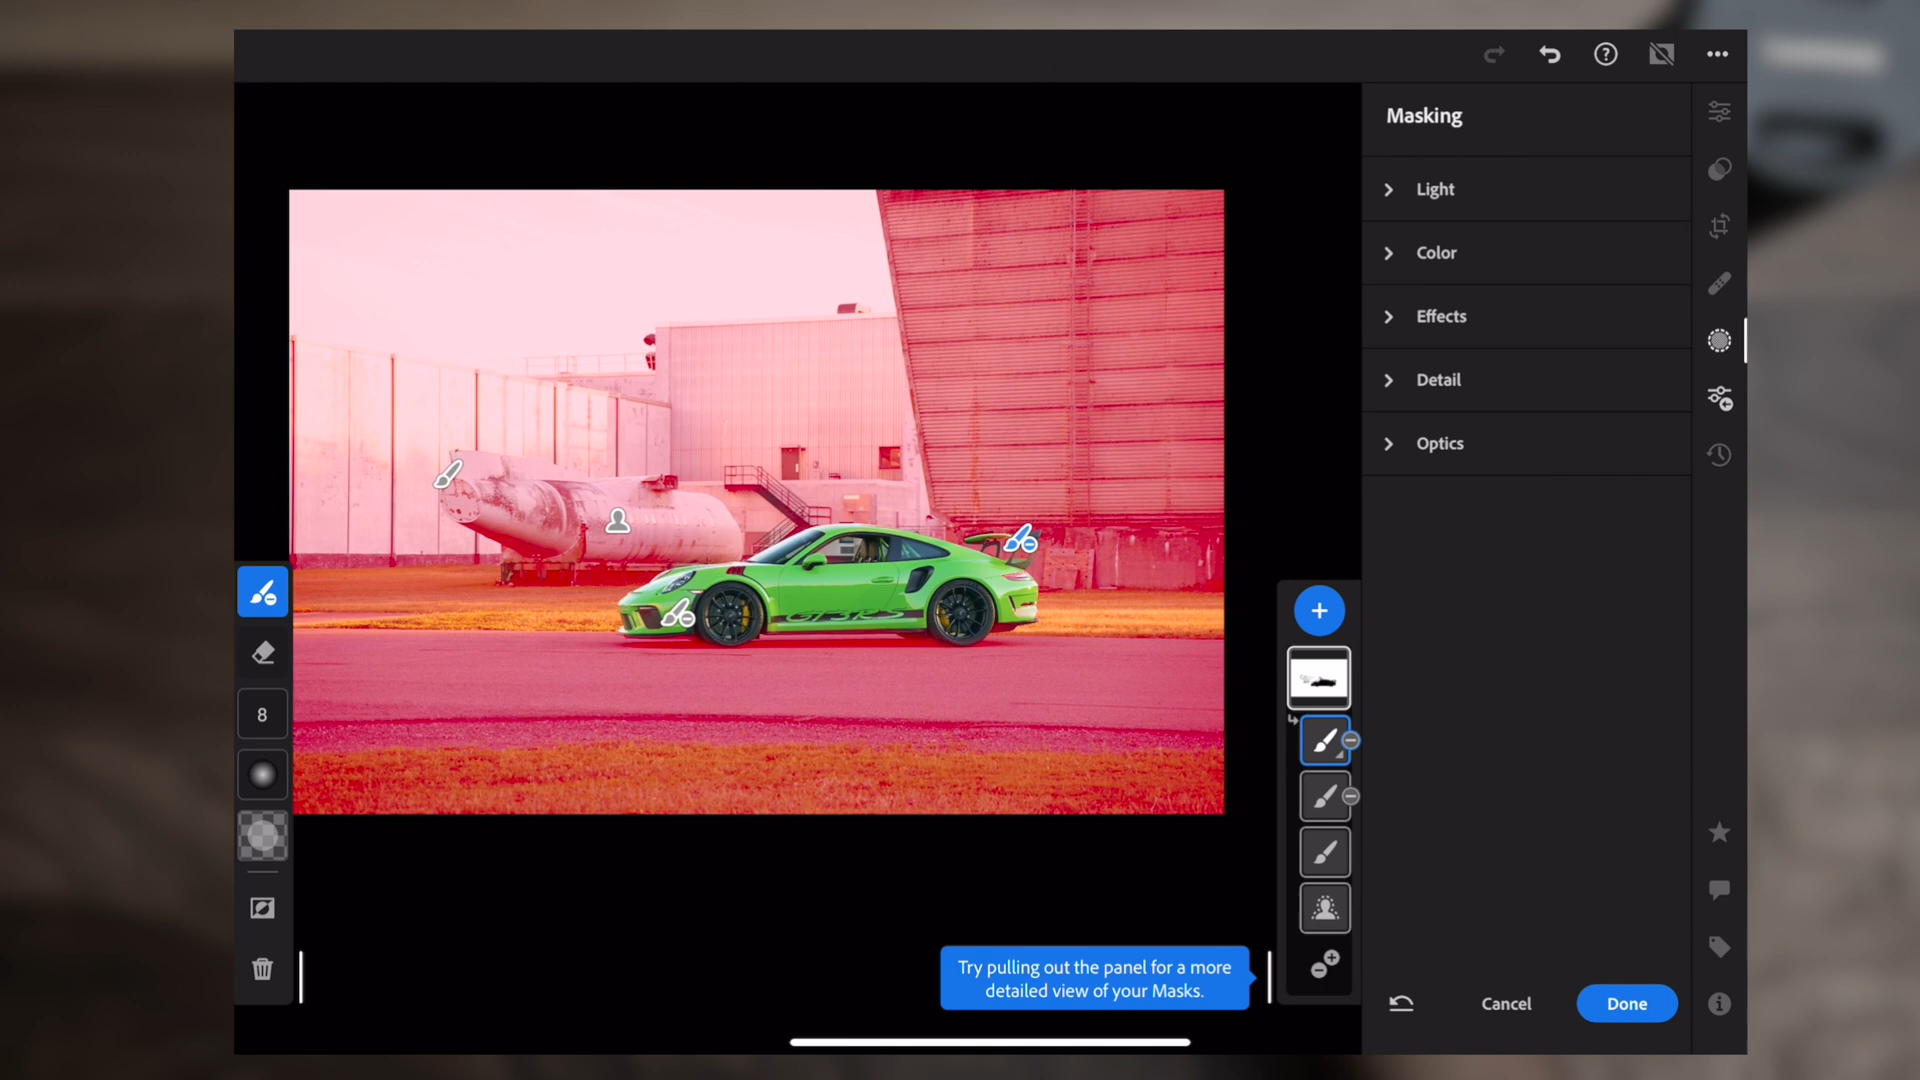 Masking
Light
Color
Effects
Detail
Optics
GT3RS
8
Try pulling out the panel for a more
detailed view of your Masks.
Cancel
Done